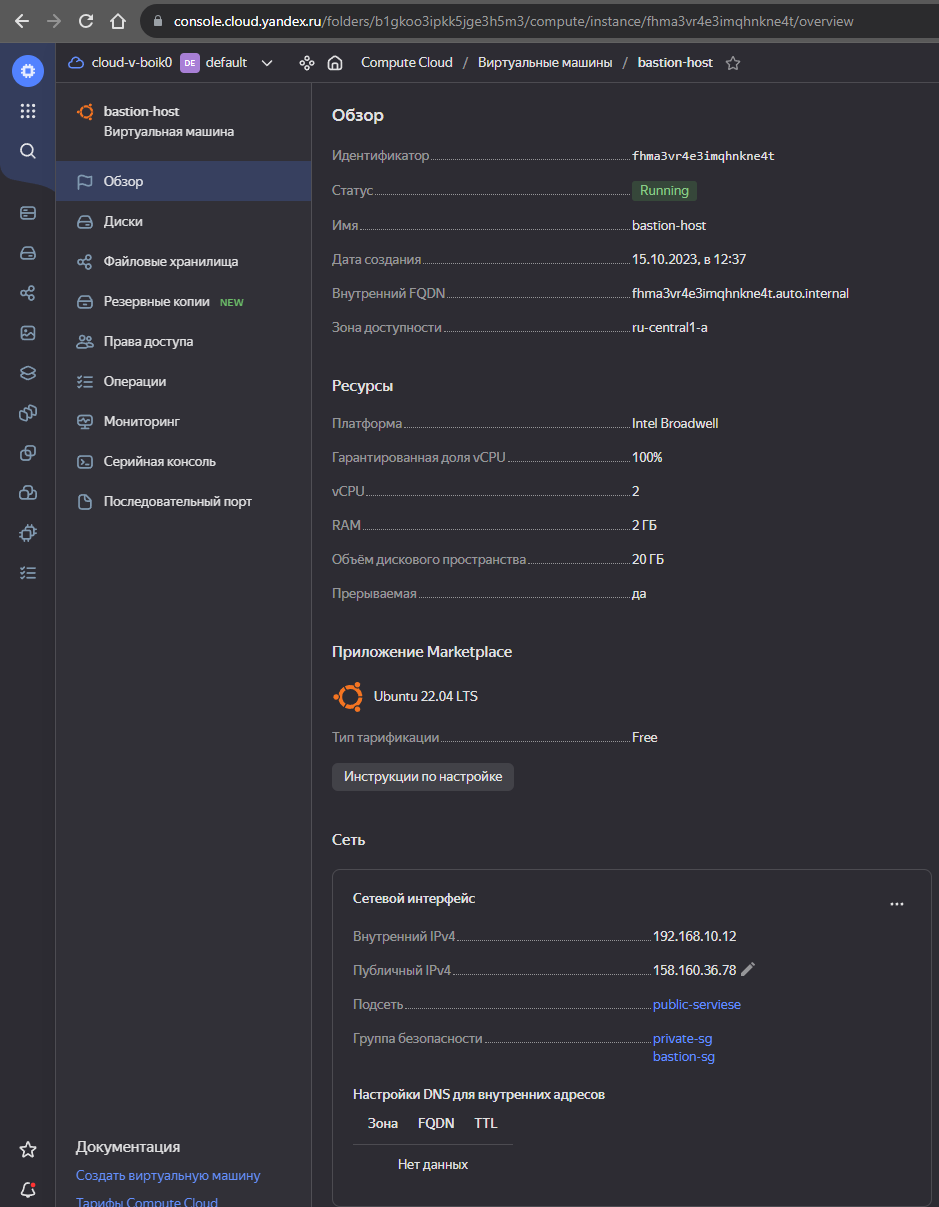 console.cloud.yandex.ru/folders/b1gkoo3ipkk5jge3h5m3/compute/instance/fhma3vr4e3imqhnkne4t/overview
cloud-v-boik0 DE default Compute Cloud / Виртуальные машины / bastion-host
bastion-host
Виртуальная машина
Обзор
Диски
Файловые хранилища
Резервные копии NEW
Права доступа
Операции
Мониторинг
Серийная консоль
Последовательный порт
Документация
Создать виртуальную машину
Тарифы Compute Cloud
Обзор
Идентификатор fhma3vr4e3imqhnkne4t
Статус Running
Имя bastion-host
Дата создания 15.10.2023, в 12:37
Внутренний FQDN fhma3vr4e3imqhnkne4t.auto.internal
Зона доступности ru-central1-a
Ресурсы
Платформа Intel Broadwell
Гарантированная доля vCPU 100%
vCPU 2
RAM 2 ГБ
Объём дискового пространства 20 ГБ
Прерываемая да
Приложение Marketplace
Ubuntu 22.04 LTS
Тип тарификации Free
Инструкции по настройке
Сеть
Сетевой интерфейс
Внутренний IPv4 192.168.10.12
Публичный IPv4 158.160.36.78
Подсеть public-serviese
Группа безопасности private-sg
bastion-sg
Настройки DNS для внутренних адресов
Зона FQDN TTL
Нет данных